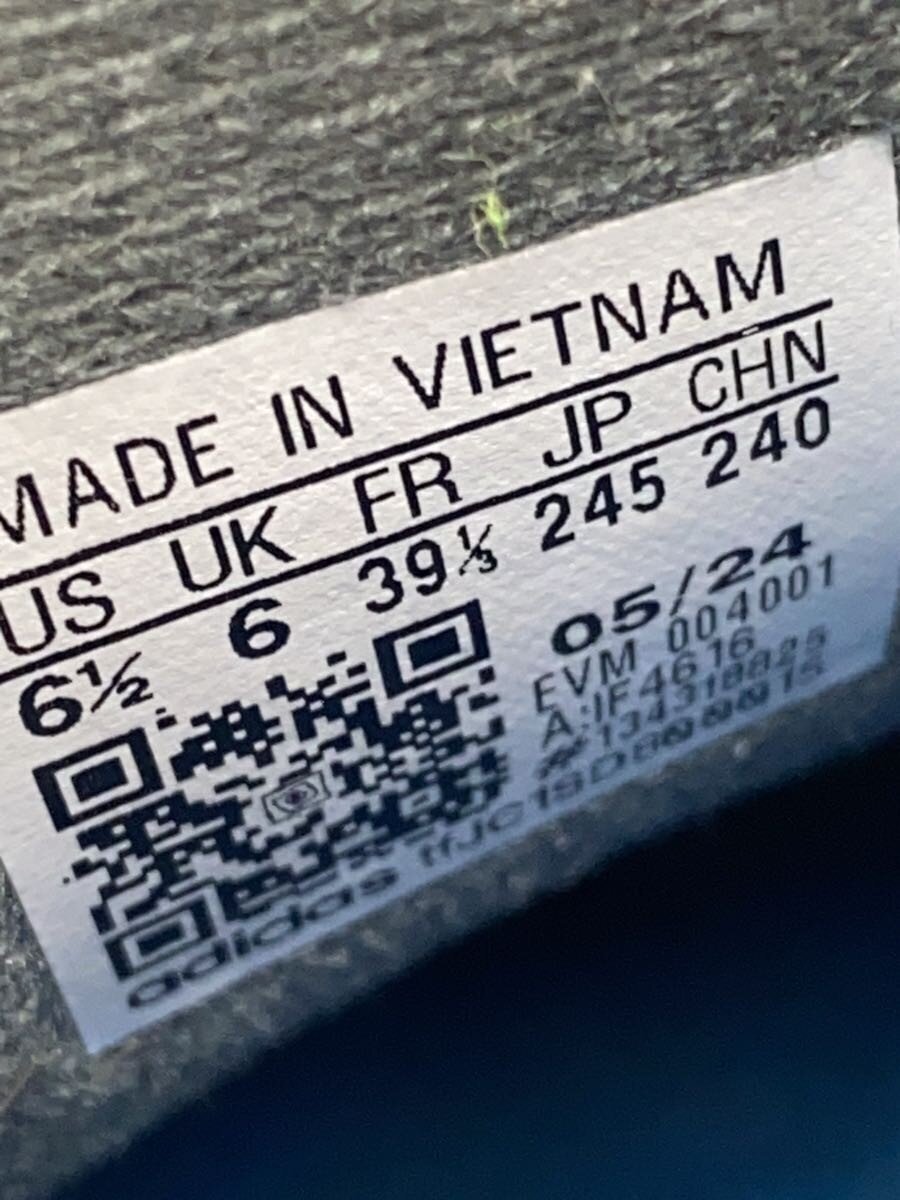 MADE IN VIETNAM
US UK FR JP CHN
6½ 6 39⅓ 245 240
05/24
EVM 004001
A:IF4616
adidas